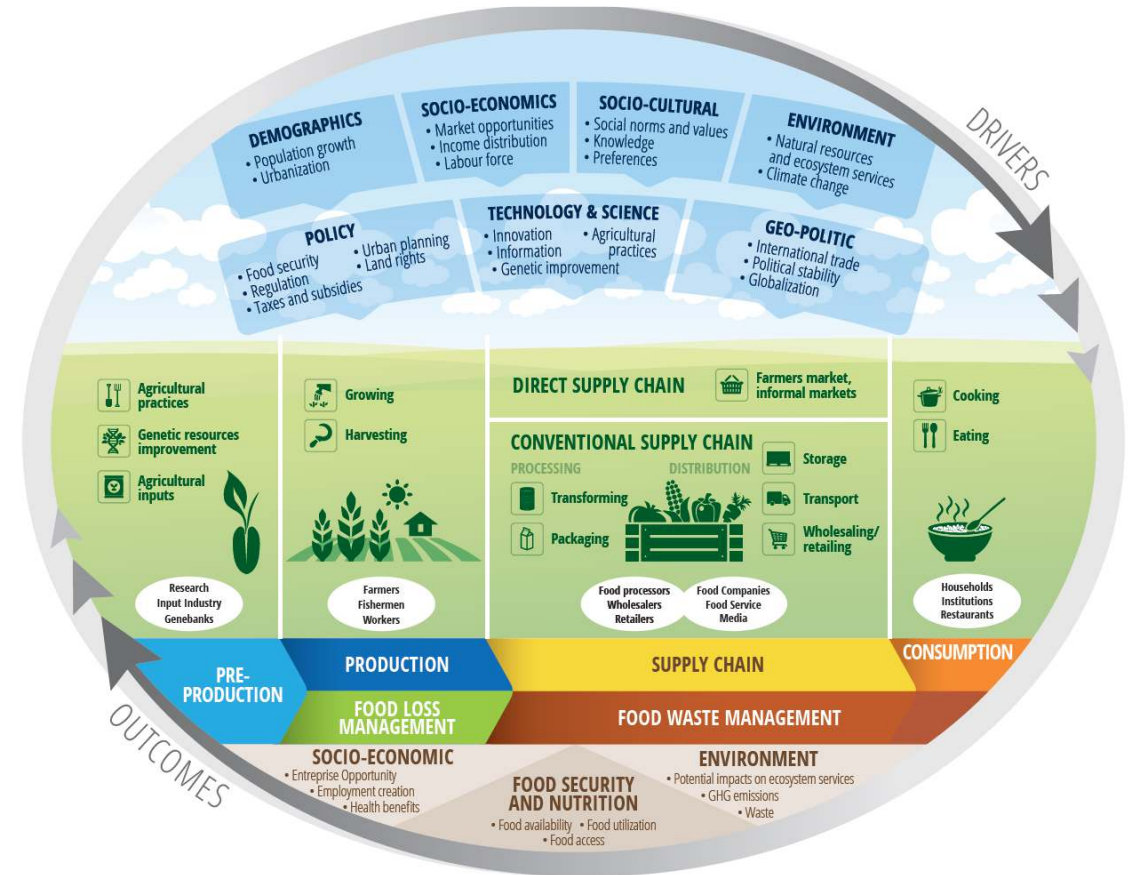 DRIVERS
DEMOGRAPHICS
• Population growth
• Urbanization
SOCIO-ECONOMICS
• Market opportunities
• Income distribution
• Labour force
SOCIO-CULTURAL
• Social norms and values
• Knowledge
• Preferences
ENVIRONMENT
• Natural resources
and ecosystem services
• Climate change
POLICY
• Food security
• Regulation
• Taxes and subsidies
• Urban planning
• Land rights
TECHNOLOGY & SCIENCE
• Innovation
• Information
• Genetic improvement
• Agricultural
practices
GEO-POLITIC
• International trade
• Political stability
• Globalization
Agricultural
practices
Genetic resources
improvement
Agricultural
inputs
Research
Input Industry
Genebanks
Growing
Harvesting
Farmers
Fishermen
Workers
DIRECT SUPPLY CHAIN
Farmers market,
informal markets
CONVENTIONAL SUPPLY CHAIN
PROCESSING
Transforming
Packaging
DISTRIBUTION
Storage
Transport
Wholesaling/
retailing
Food processors
Wholesalers
Retailers
Food Companies
Food Service
Media
Cooking
Eating
Households
Institutions
Restaurants
PRE-
PRODUCTION
PRODUCTION
SUPPLY CHAIN
CONSUMPTION
FOOD LOSS
MANAGEMENT
FOOD WASTE MANAGEMENT
OUTCOMES
SOCIO-ECONOMIC
• Entreprise Opportunity
• Employment creation
• Health benefits
FOOD SECURITY
AND NUTRITION
• Food availability • Food utilization
• Food access
ENVIRONMENT
• Potential impacts on ecosystem services
• GHG emissions
• Waste